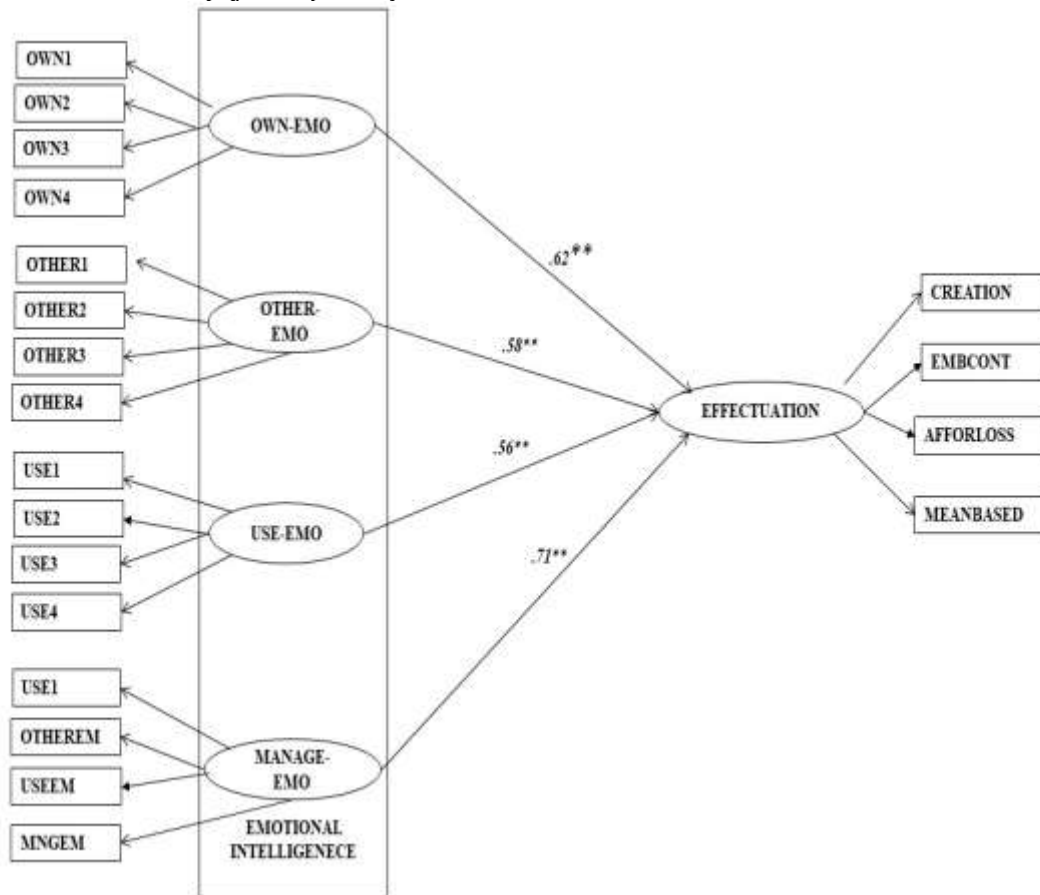 OWN1
OWN2
OWN3
OWN4
OWN-EMO
.62**
OTHER1
OTHER2
OTHER3
OTHER4
OTHER-
EMO
.58**
CREATION
EMBCONT
AFFORLOSS
MEANBASED
EFFECTUATION
USE1
USE2
USE3
USE4
USE-EMO
.56**
.71**
USE1
OTHEREM
USEEM
MNGEM
MANAGE-
EMO
EMOTIONAL
INTELLIGENECE